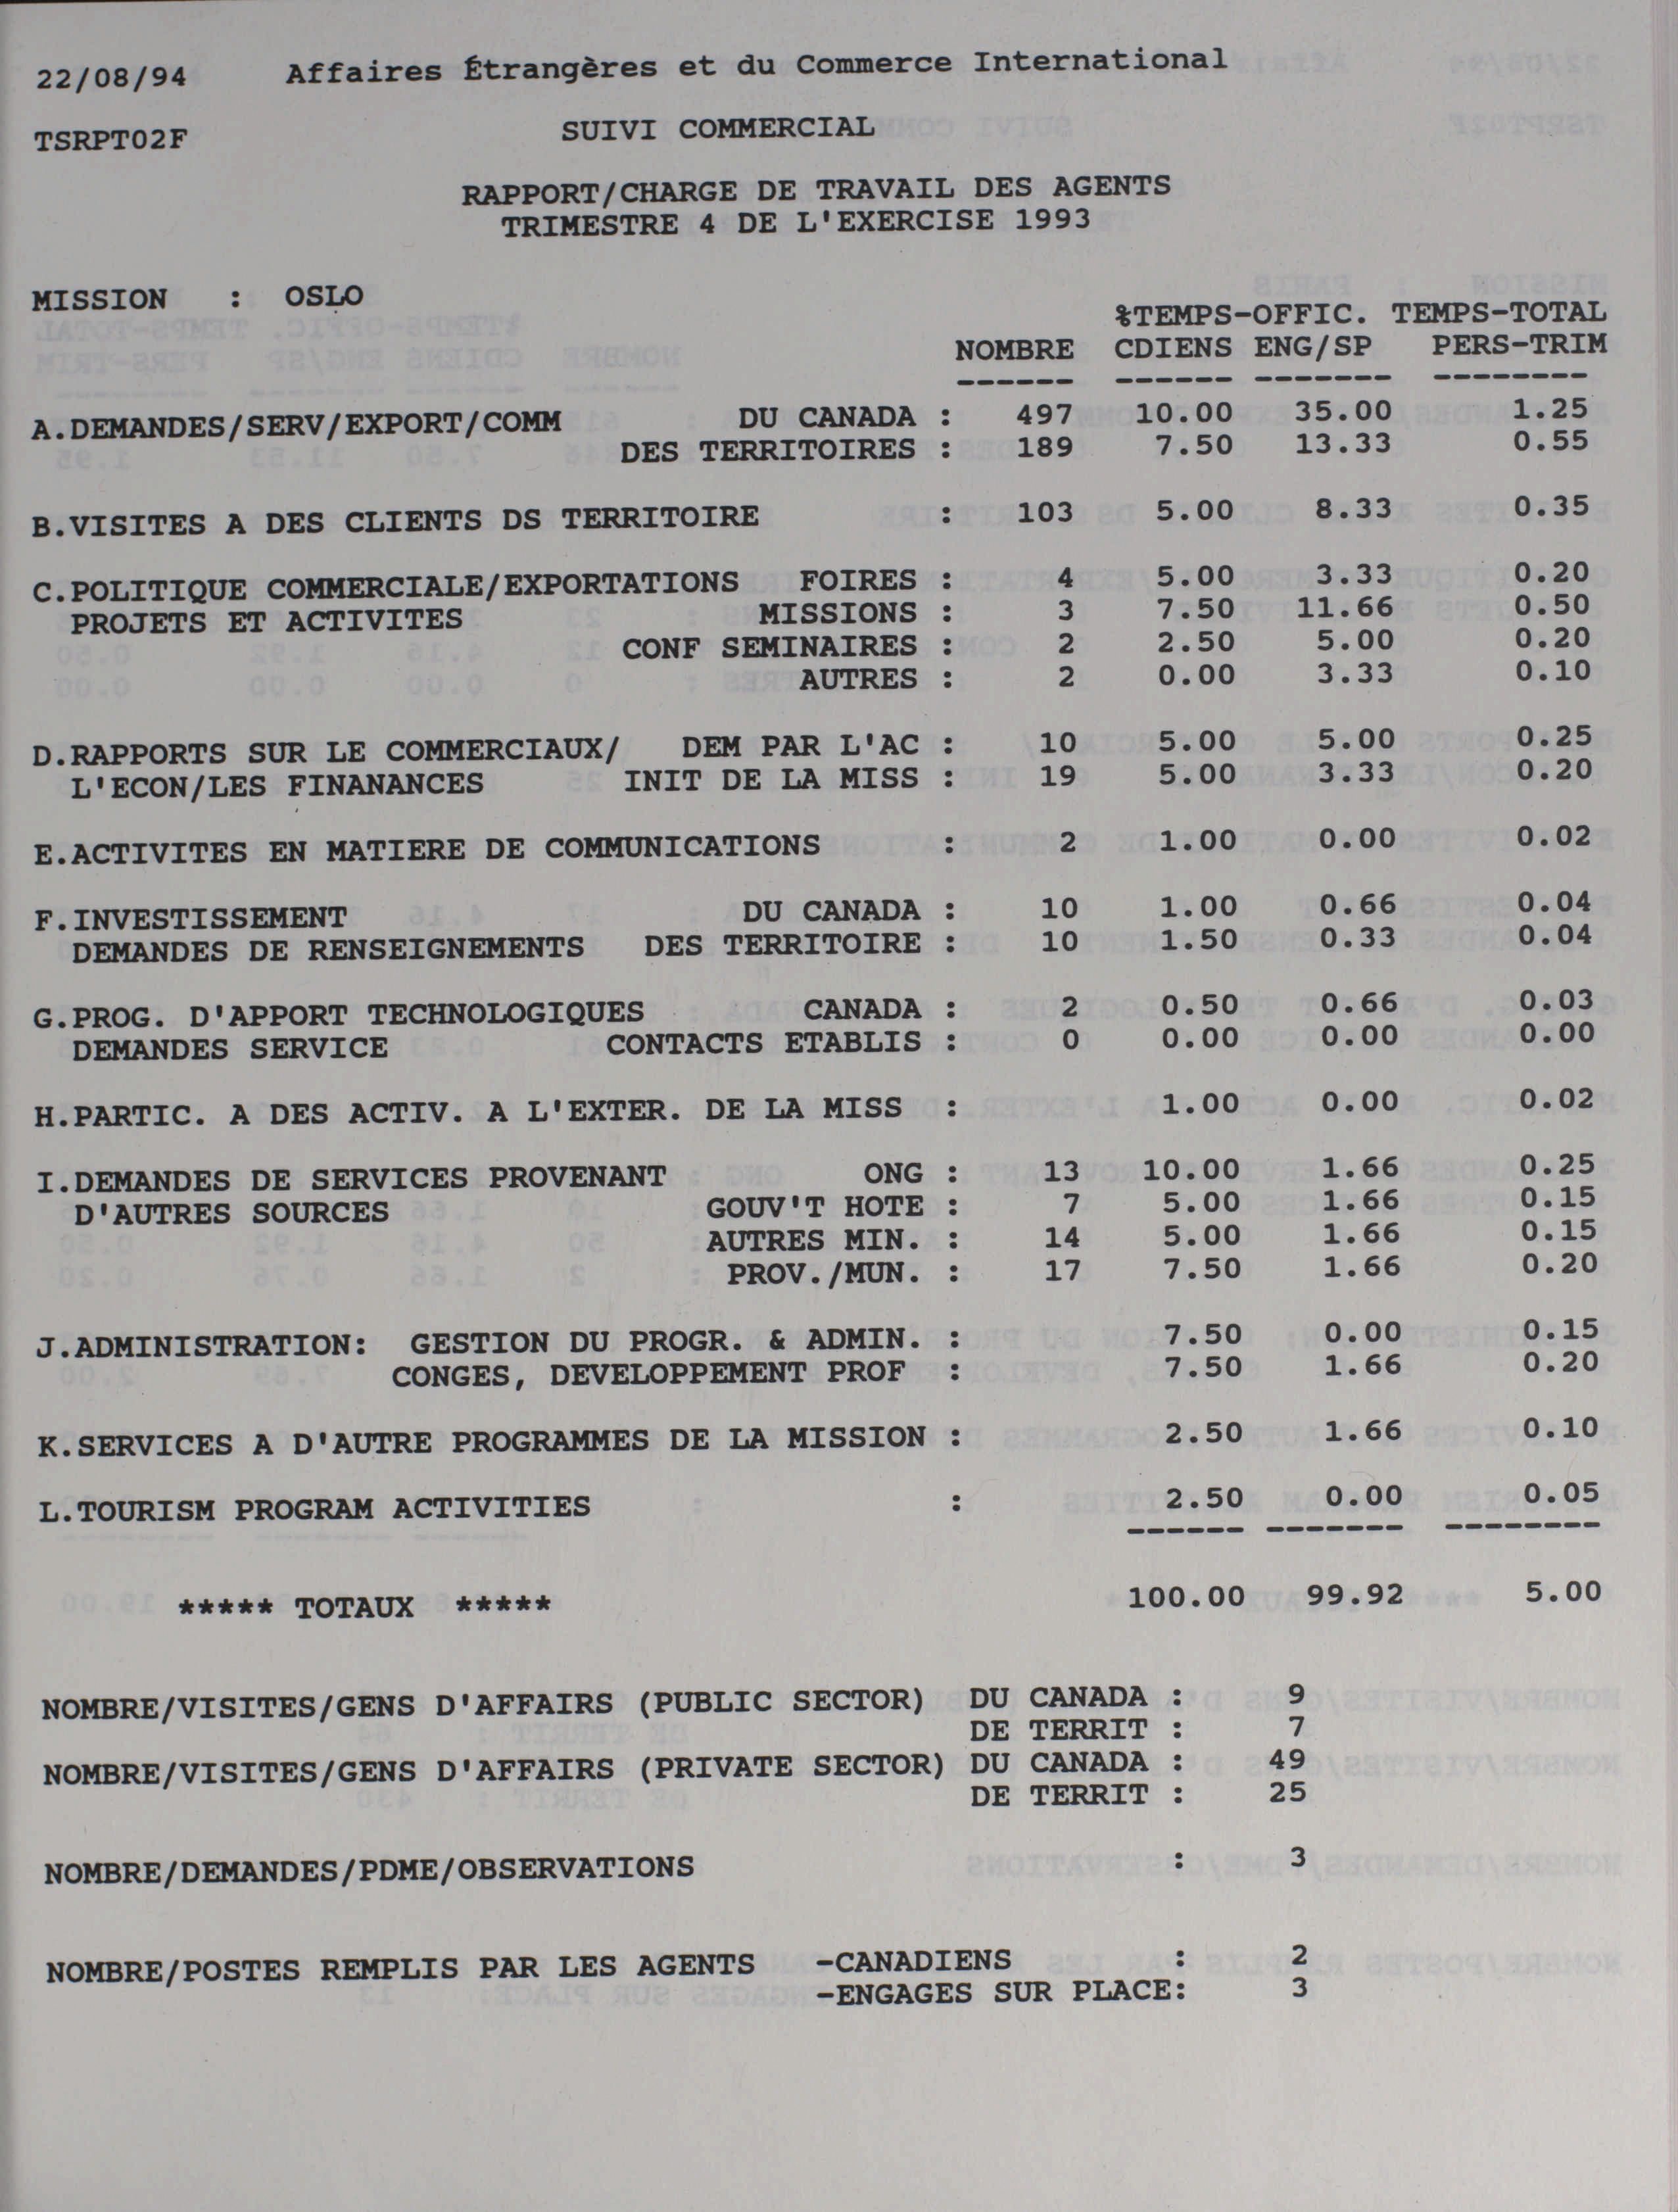 22/08/94 Affaires Étrangères et du Commerce International
TSRPT02F SUIVI COMMERCIAL
RAPPORT/CHARGE DE TRAVAIL DES AGENTS
TRIMESTRE 4 DE L'EXERCISE 1993
MISSION : OSLO
%TEMPS-OFFIC. TEMPS-TOTAL
NOMBRE CDIENS ENG/SP PERS-TRIM
------ ------ ------- --------
A.DEMANDES/SERV/EXPORT/COMM DU CANADA : 497 10.00 35.00 1.25
DES TERRITOIRES : 189 7.50 13.33 0.55
B.VISITES A DES CLIENTS DS TERRITOIRE : 103 5.00 8.33 0.35
C.POLITIQUE COMMERCIALE/EXPORTATIONS FOIRES : 4 5.00 3.33 0.20
PROJETS ET ACTIVITES MISSIONS : 3 7.50 11.66 0.50
CONF SEMINAIRES : 2 2.50 5.00 0.20
AUTRES : 2 0.00 3.33 0.10
D.RAPPORTS SUR LE COMMERCIAUX/ DEM PAR L'AC : 10 5.00 5.00 0.25
L'ECON/LES FINANANCES INIT DE LA MISS : 19 5.00 3.33 0.20
E.ACTIVITES EN MATIERE DE COMMUNICATIONS : 2 1.00 0.00 0.02
F.INVESTISSEMENT DU CANADA : 10 1.00 0.66 0.04
DEMANDES DE RENSEIGNEMENTS DES TERRITOIRE : 10 1.50 0.33 0.04
G.PROG. D'APPORT TECHNOLOGIQUES CANADA : 2 0.50 0.66 0.03
DEMANDES SERVICE CONTACTS ETABLIS : 0 0.00 0.00 0.00
H.PARTIC. A DES ACTIV. A L'EXTER. DE LA MISS : 1.00 0.00 0.02
I.DEMANDES DE SERVICES PROVENANT ONG : 13 10.00 1.66 0.25
D'AUTRES SOURCES GOUV'T HOTE : 7 5.00 1.66 0.15
AUTRES MIN. : 14 5.00 1.66 0.15
PROV./MUN. : 17 7.50 1.66 0.20
J.ADMINISTRATION: GESTION DU PROGR. & ADMIN. : 7.50 0.00 0.15
CONGES, DEVELOPPEMENT PROF : 7.50 1.66 0.20
K.SERVICES A D'AUTRE PROGRAMMES DE LA MISSION : 2.50 1.66 0.10
L.TOURISM PROGRAM ACTIVITIES : 2.50 0.00 0.05
------ ------- --------
***** TOTAUX ***** 100.00 99.92 5.00
NOMBRE/VISITES/GENS D'AFFAIRS (PUBLIC SECTOR) DU CANADA : 9
DE TERRIT : 7
NOMBRE/VISITES/GENS D'AFFAIRS (PRIVATE SECTOR) DU CANADA : 49
DE TERRIT : 25
NOMBRE/DEMANDES/PDME/OBSERVATIONS : 3
NOMBRE/POSTES REMPLIS PAR LES AGENTS -CANADIENS : 2
-ENGAGES SUR PLACE: 3